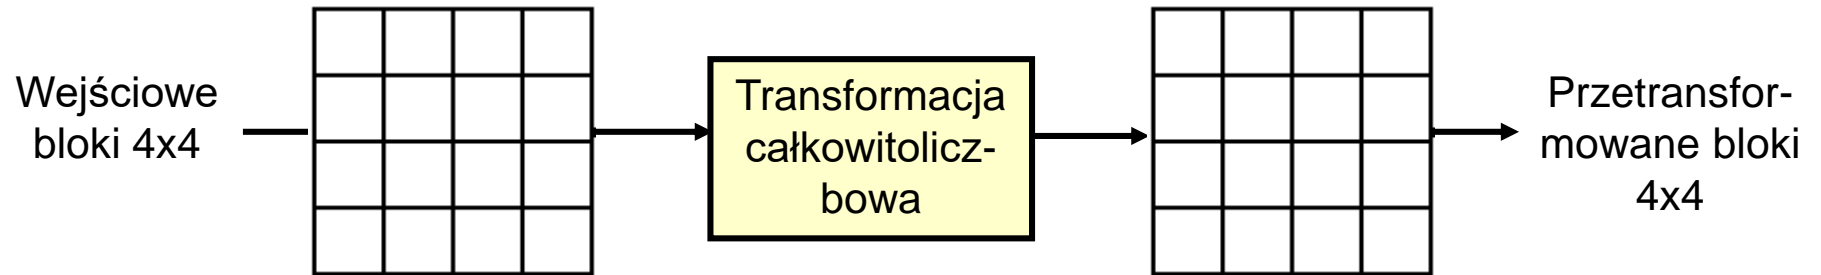 Wejściowe
bloki 4x4
Transformacja
całkowitolicz-
bowa
Przetransfor-
mowane bloki
4x4